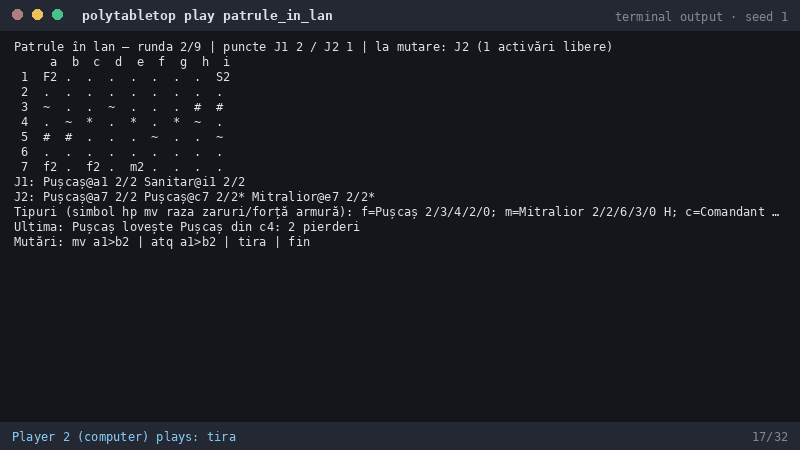 polytabletop play patrule_in_lan
terminal output · seed 1
Patrule în lan — runda 2/9 | puncte J1 2 / J2 1 | la mutare: J2 (1 activări libere)
a b c d e f g h i
1 F2 . . . . . . . S2
2 . . . . . . . . .
3 ~ . . ~ . . . # #
4 . ~ * . * . * ~ .
5 # # . . . ~ . . ~
6 . . . . . . . . .
7 f2 . f2 . m2 . . . .
J1: Pușcaș@a1 2/2 Sanitar@i1 2/2
J2: Pușcaș@a7 2/2 Pușcaș@c7 2/2* Mitralior@e7 2/2*
Tipuri (simbol hp mv raza zaruri/forță armură): f=Pușcaș 2/3/4/2/0; m=Mitralior 2/2/6/3/0 H; c=Comandant …
Ultima: Pușcaș lovește Pușcaș din c4: 2 pierderi
Mutări: mv a1>b2 | atq a1>b2 | tira | fin
Player 2 (computer) plays: tira
17/32